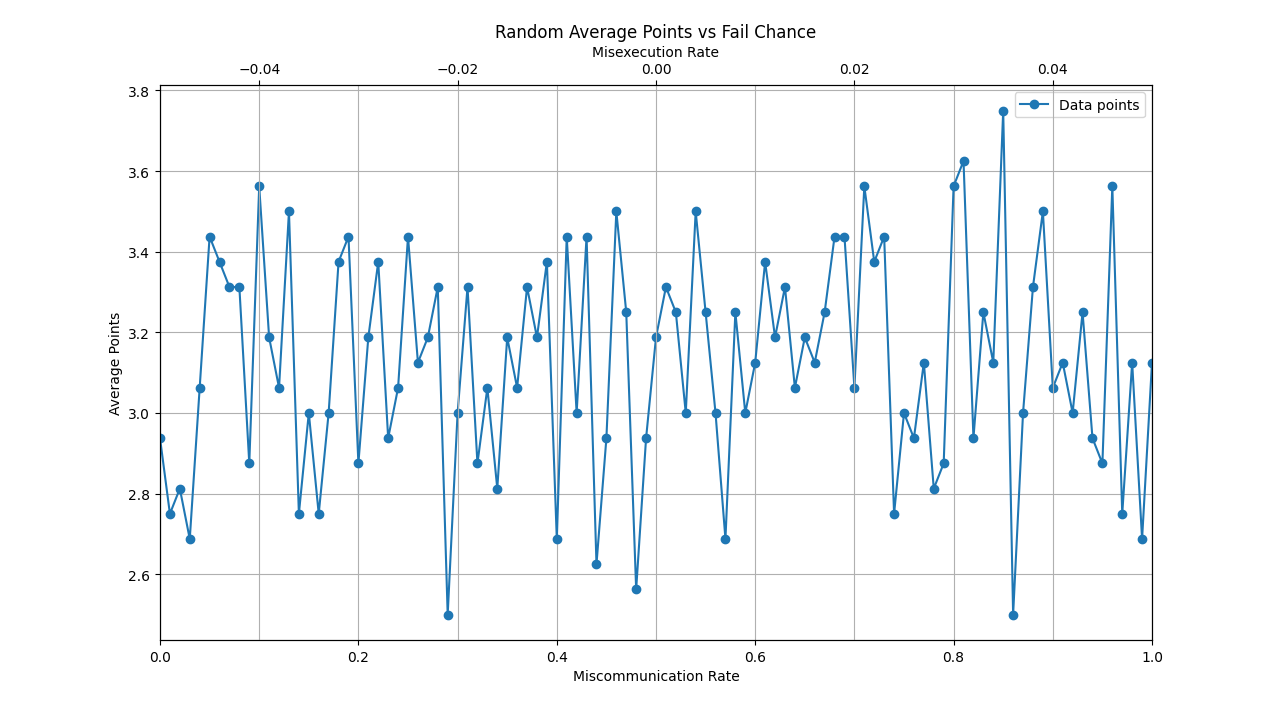 Random Average Points vs Fail Chance
Misexecution Rate
−0.04 −0.02 0.00 0.02 0.04
Data points
3.8
3.6
3.4
3.2
3.0
2.8
2.6
Average Points
0.0 0.2 0.4 0.6 0.8 1.0
Miscommunication Rate